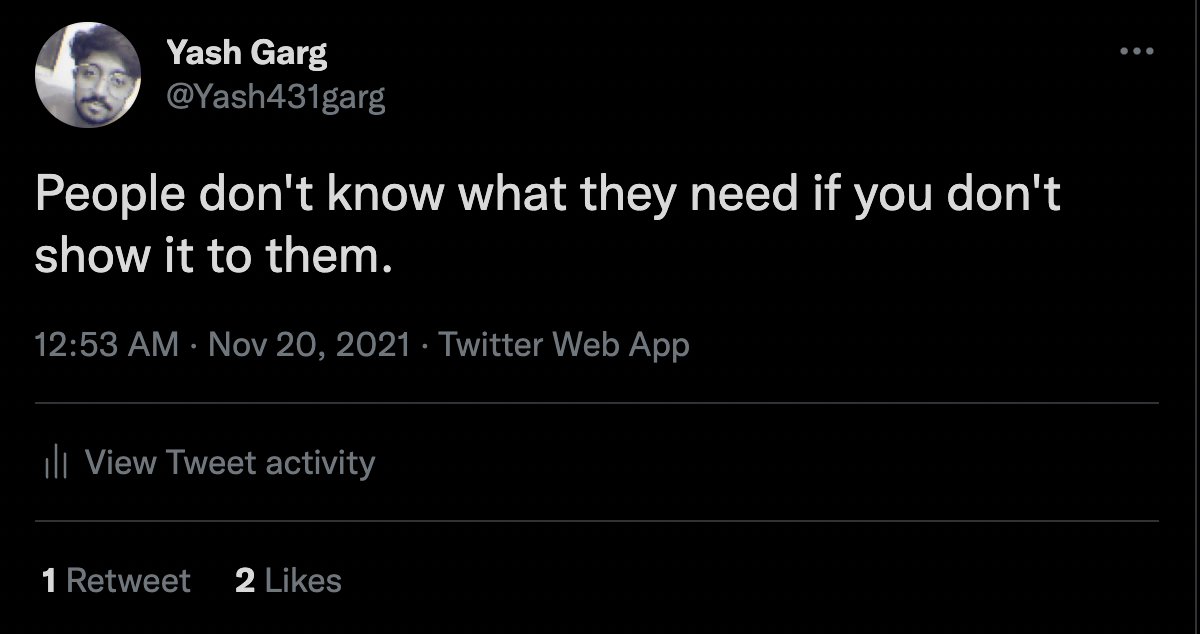 Yash Garg
@Yash431garg
People don't know what they need if you don't
show it to them.
12:53 AM · Nov 20, 2021 · Twitter Web App
View Tweet activity
1 Retweet 2 Likes